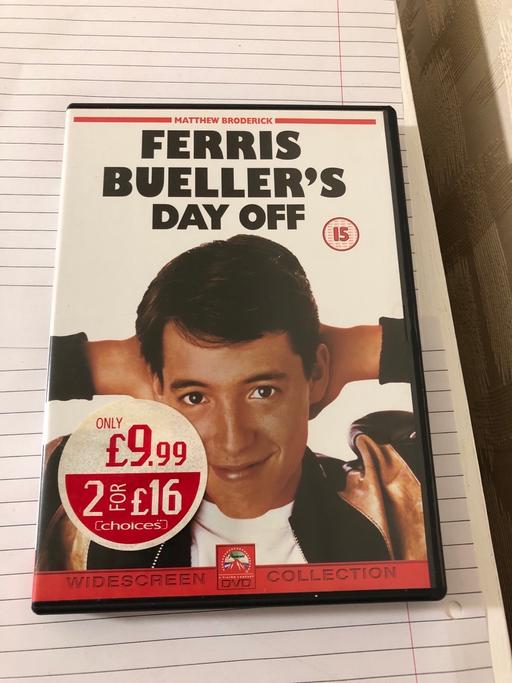 MATTHEW BRODERICK
FERRIS
BUELLER'S
DAY OFF
15
ONLY
£9.99
2 FOR £16
choices
WIDESCREEN DVD COLLECTION